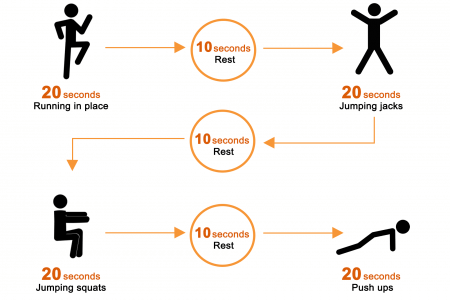 10 seconds
Rest
20 seconds
Running in place
20 seconds
Jumping jacks
10 seconds
Rest
10 seconds
Rest
20 seconds
Jumping squats
20 seconds
Push ups